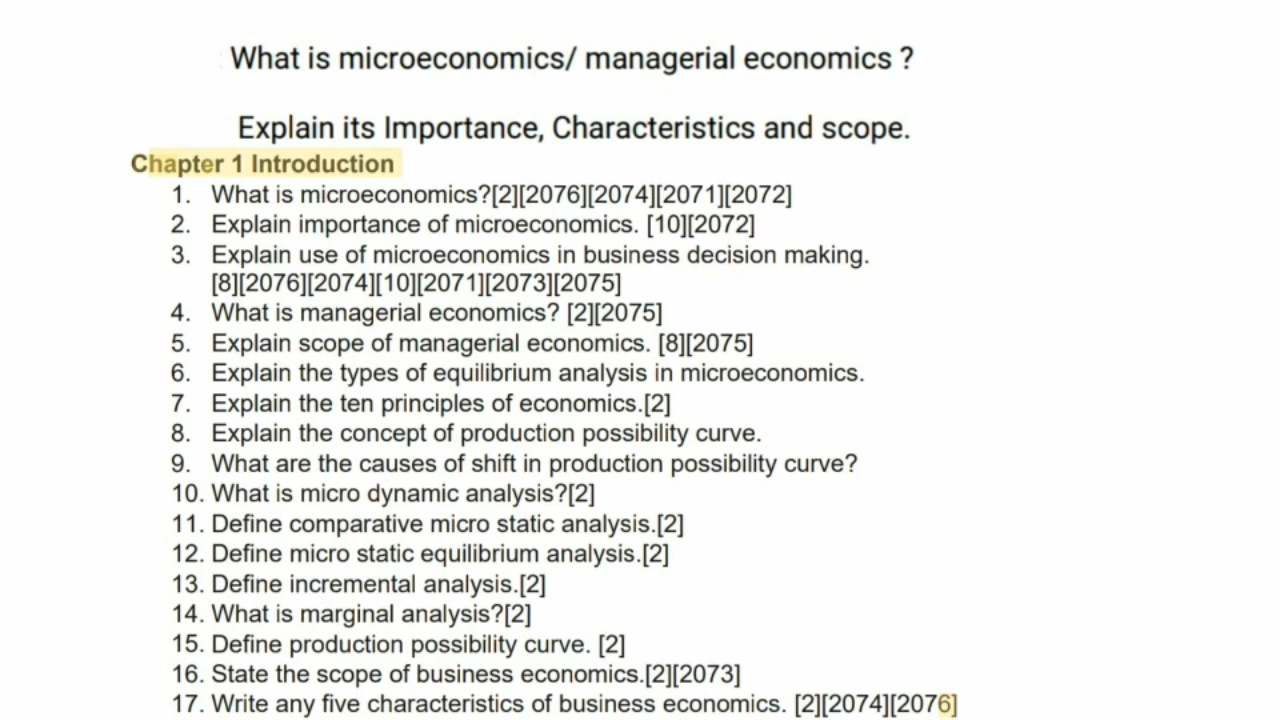 What is microeconomics/ managerial economics ?
Explain its Importance, Characteristics and scope.
Chapter 1 Introduction
1. What is microeconomics?[2][2076][2074][2071][2072]
2. Explain importance of microeconomics. [10][2072]
3. Explain use of microeconomics in business decision making.
[8][2076][2074][10][2071][2073][2075]
4. What is managerial economics? [2][2075]
5. Explain scope of managerial economics. [8][2075]
6. Explain the types of equilibrium analysis in microeconomics.
7. Explain the ten principles of economics.[2]
8. Explain the concept of production possibility curve.
9. What are the causes of shift in production possibility curve?
10. What is micro dynamic analysis?[2]
11. Define comparative micro static analysis.[2]
12. Define micro static equilibrium analysis.[2]
13. Define incremental analysis.[2]
14. What is marginal analysis?[2]
15. Define production possibility curve. [2]
16. State the scope of business economics.[2][2073]
17. Write any five characteristics of business economics. [2][2074][2076]